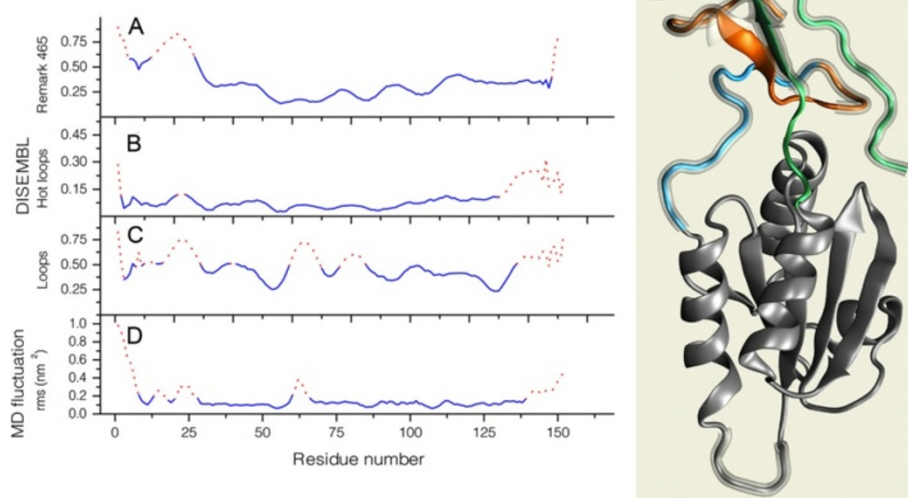 A
Remark 465
0.75
0.50
0.25
B
DISEMBL
Hot loops
0.45
0.30
0.15
C
Loops
0.75
0.50
0.25
D
MD fluctuation
rms (nm ²)
1.0
0.8
0.6
0.4
0.2
0.0
0 25 50 75 100 125 150
Residue number